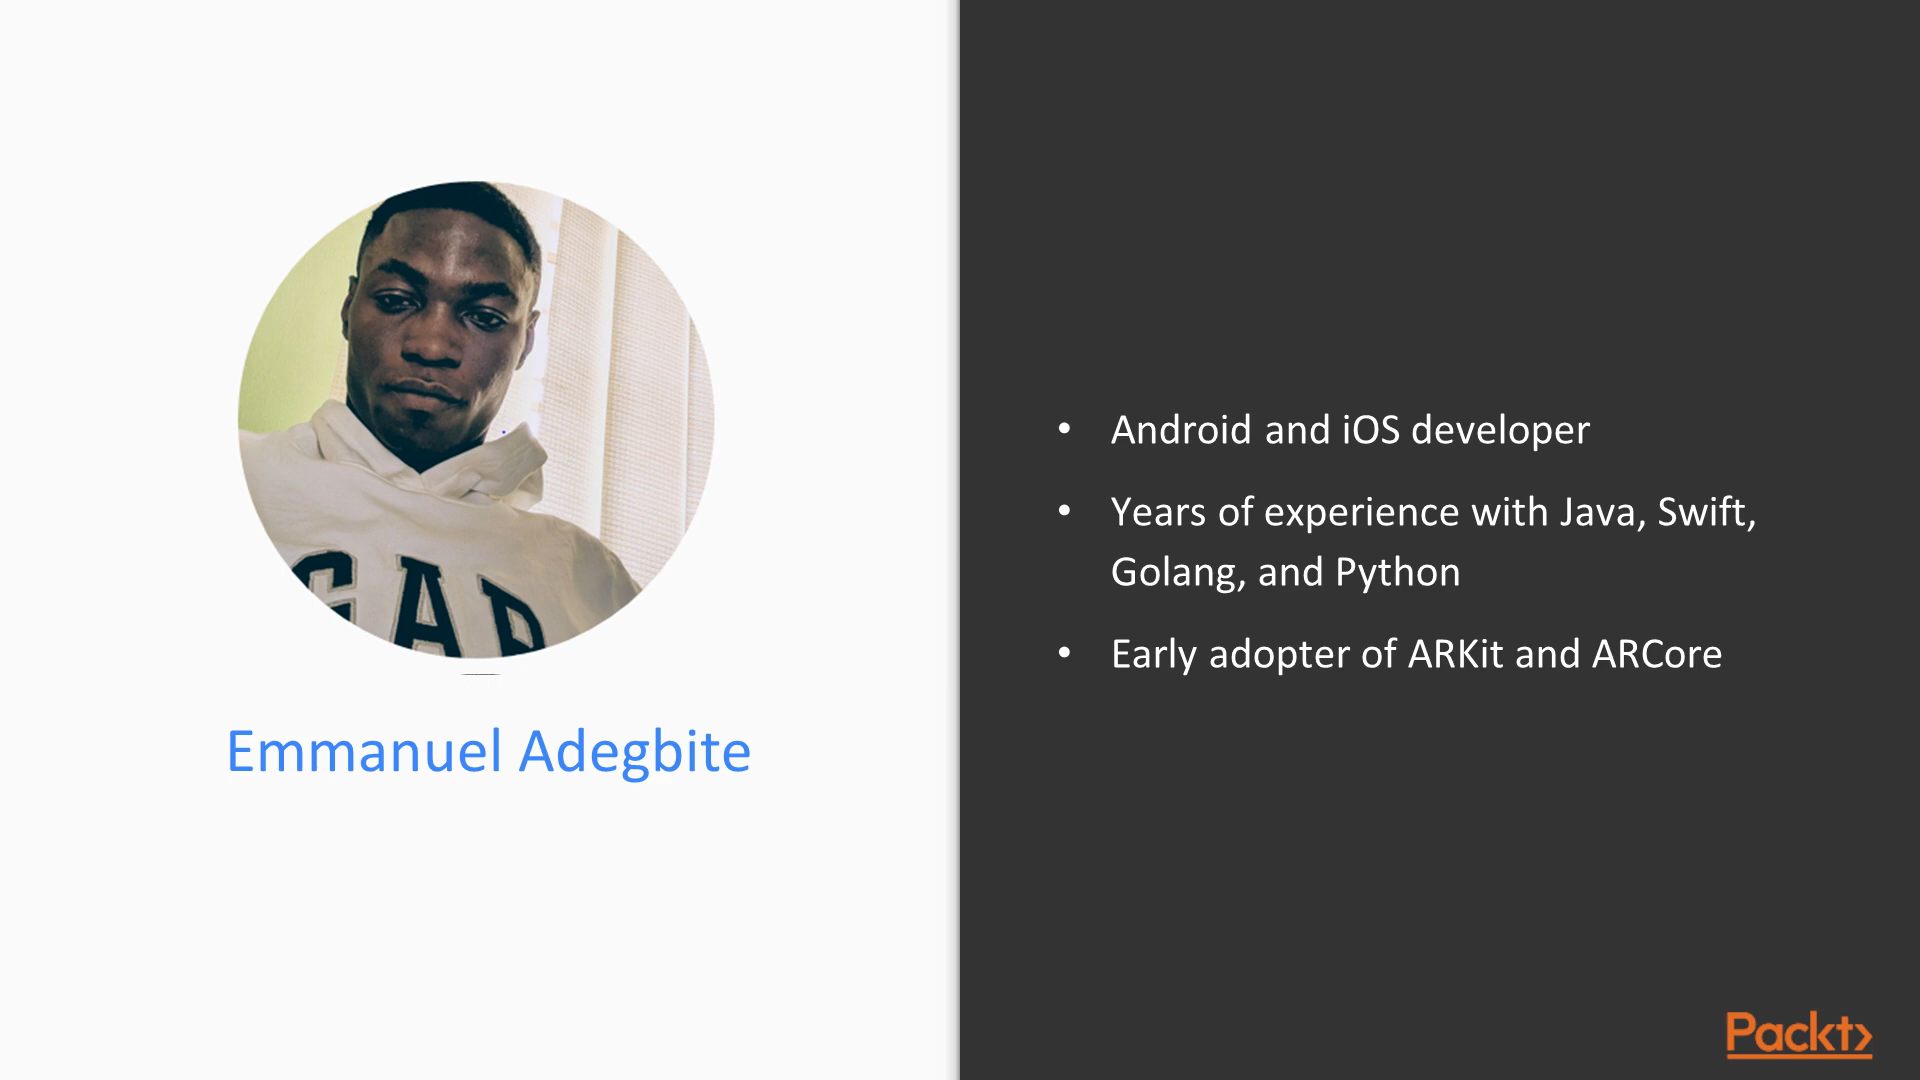 GAP
Emmanuel Adegbite
• Android and iOS developer
• Years of experience with Java, Swift,
Golang, and Python
• Early adopter of ARKit and ARCore
Packt>